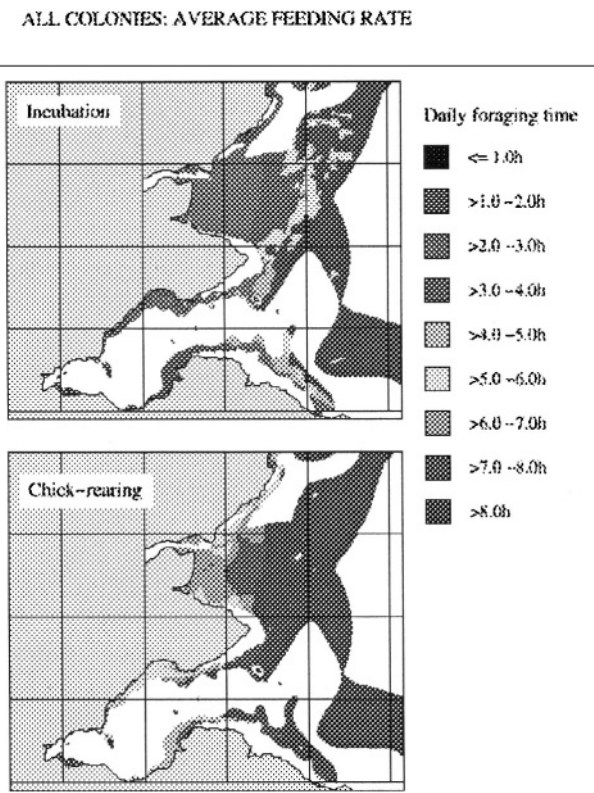 ALL COLONIES: AVERAGE FEEDING RATE
Incubation
Daily foraging time
<= 1.0h
>1.0 -2.0h
>2.0 -3.0h
>3.0 -4.0h
>4.0 -5.0h
>5.0 -6.0h
>6.0 -7.0h
>7.0 -8.0h
>8.0h
Chick-rearing